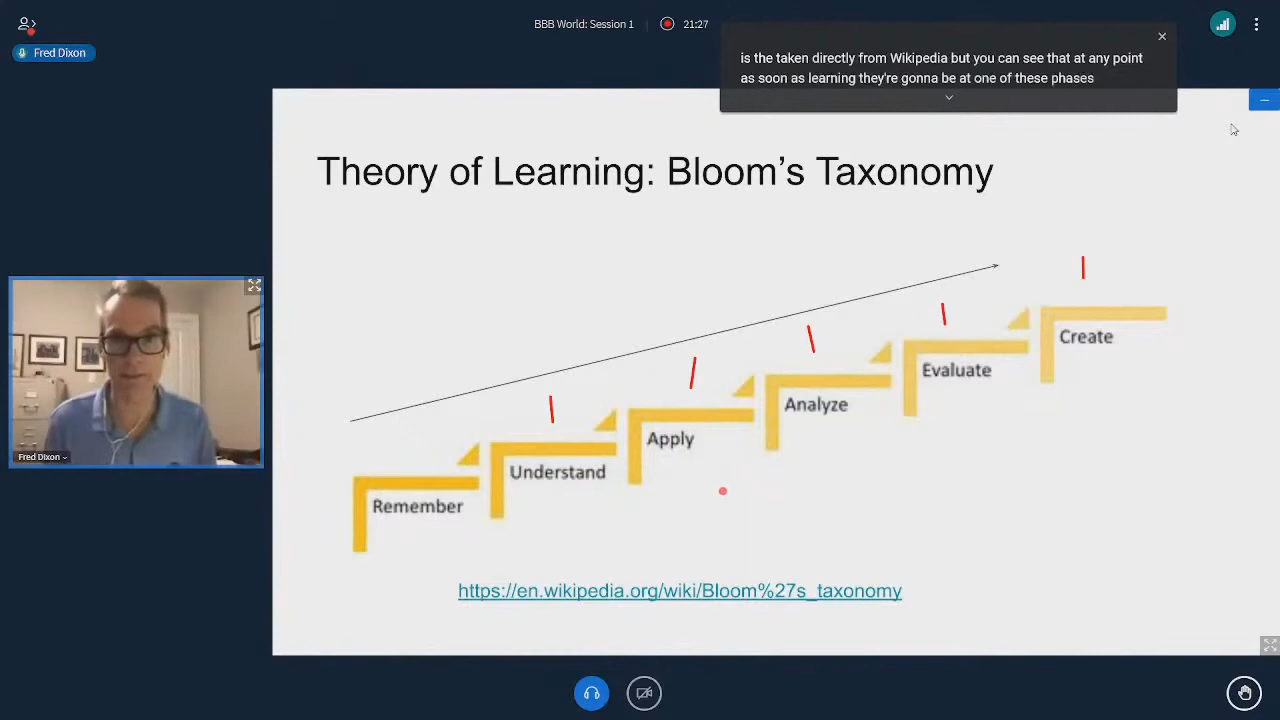 BBB World: Session 1
21:27
Fred Dixon
is the taken directly from Wikipedia but you can see that at any point
as soon as learning they're gonna be at one of these phases
Theory of Learning: Bloom's Taxonomy
Create
Evaluate
Analyze
Apply
Understand
Remember
Fred Dixon
https://en.wikipedia.org/wiki/Bloom%27s_taxonomy